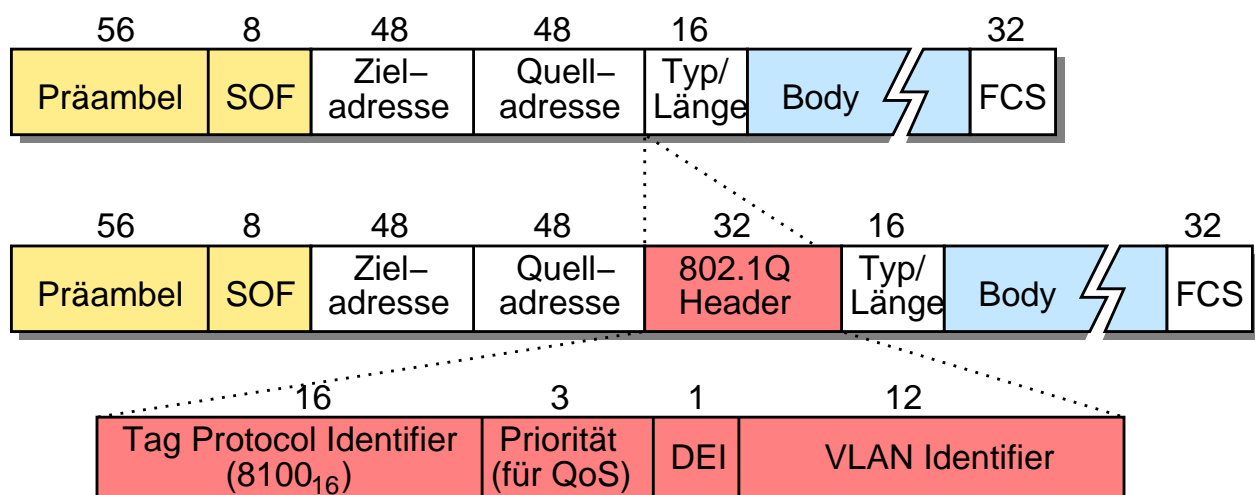 56 8 48 48 16 32
Präambel SOF Ziel–adresse Quell–adresse Typ/Länge Body FCS
56 8 48 48 32 16 32
Präambel SOF Ziel–adresse Quell–adresse 802.1Q Header Typ/Länge Body FCS
16 3 1 12
Tag Protocol Identifier (8100₁₆) Priorität (für QoS) DEI VLAN Identifier